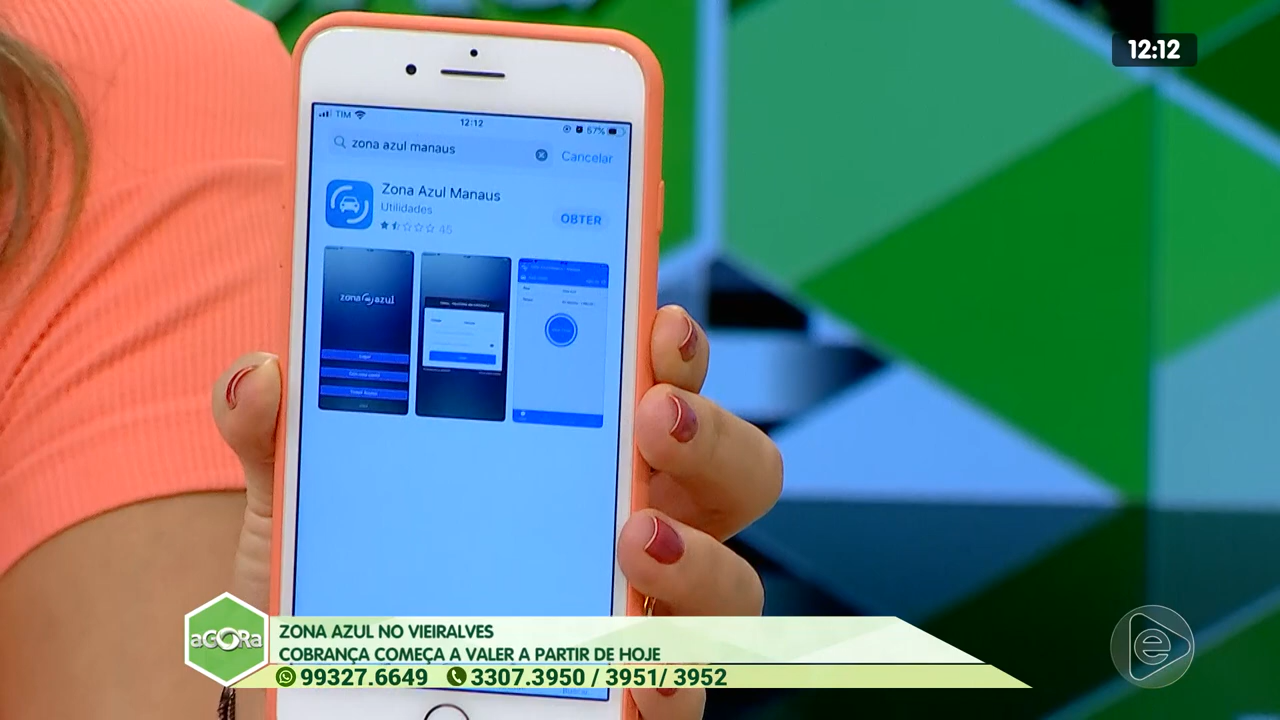 12:12
TIM
12:12
57%
zona azul manaus
Cancelar
Zona Azul Manaus
Utilidades
OBTER
45
zona azul
aGORa
ZONA AZUL NO VIEIRALVES
COBRANÇA COMEÇA A VALER A PARTIR DE HOJE
99327.6649 3307.3950 / 3951/ 3952
e